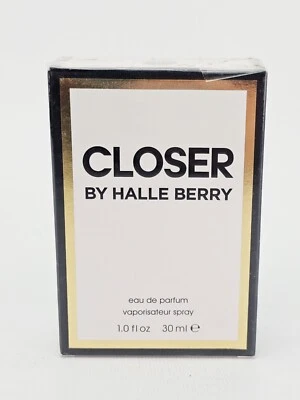 CLOSER
BY HALLE BERRY
eau de parfum
vaporisateur spray
1.0 fl oz 30 ml ℮